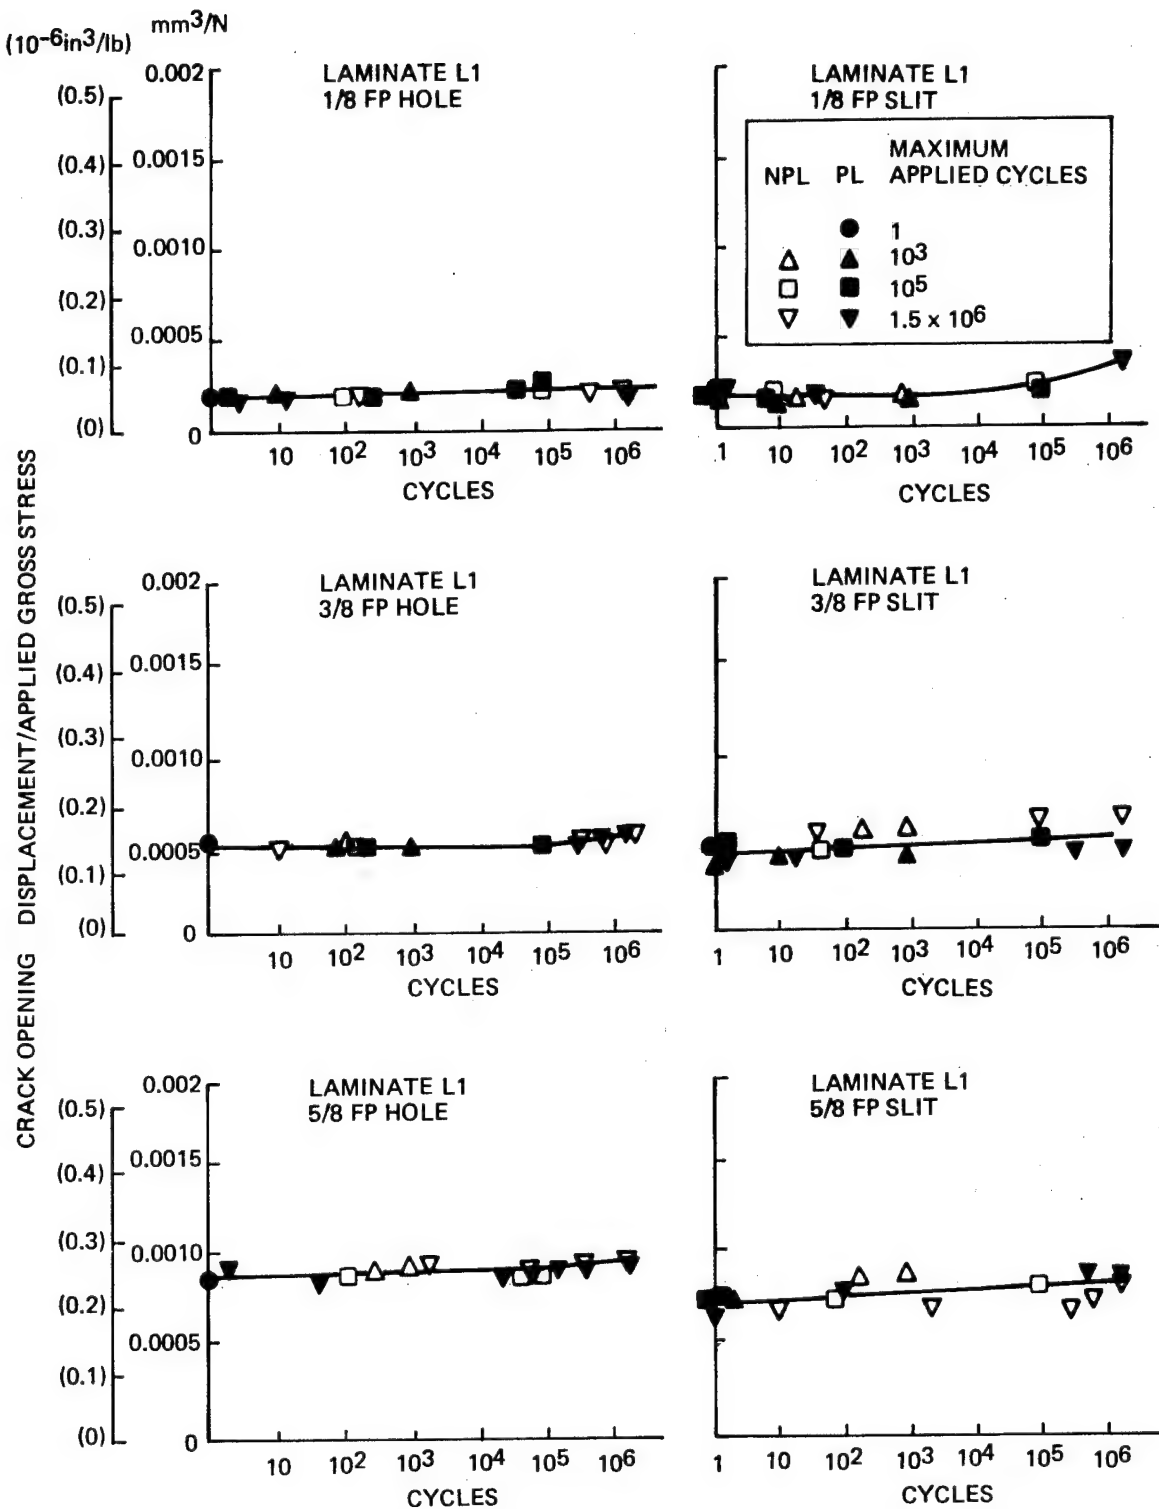 (10-6in3/lb) mm3/N
LAMINATE L1
1/8 FP HOLE
0.002
0.0015
0.0010
0.0005
0
(0.5)
(0.4)
(0.3)
(0.2)
(0.1)
(0)
10 102 103 104 105 106
CYCLES
LAMINATE L1
1/8 FP SLIT
MAXIMUM
NPL PL APPLIED CYCLES
1
103
105
1.5 x 106
1 10 102 103 104 105 106
CYCLES
CRACK OPENING DISPLACEMENT/APPLIED GROSS STRESS
LAMINATE L1
3/8 FP HOLE
0.002
0.0015
0.0010
0.0005
0
(0.5)
(0.4)
(0.3)
(0.2)
(0.1)
(0)
10 102 103 104 105 106
CYCLES
LAMINATE L1
3/8 FP SLIT
1 10 102 103 104 105 106
CYCLES
LAMINATE L1
5/8 FP HOLE
0.002
0.0015
0.0010
0.0005
0
(0.5)
(0.4)
(0.3)
(0.2)
(0.1)
(0)
10 102 103 104 105 106
CYCLES
LAMINATE L1
5/8 FP SLIT
1 10 102 103 104 105 106
CYCLES